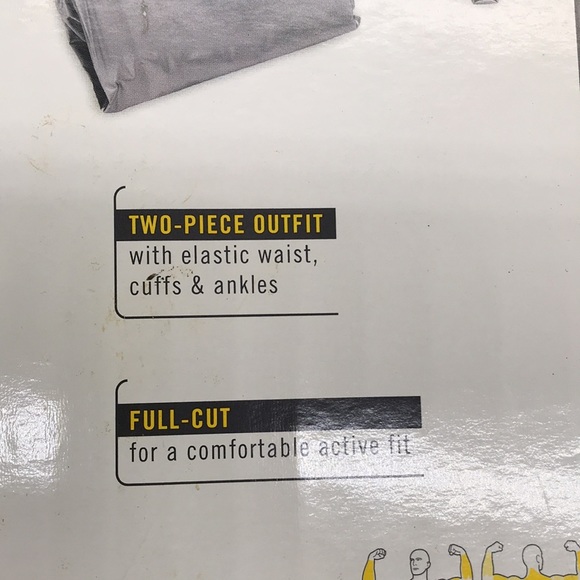 TWO-PIECE OUTFIT
with elastic waist,
cuffs & ankles
FULL-CUT
for a comfortable active fit